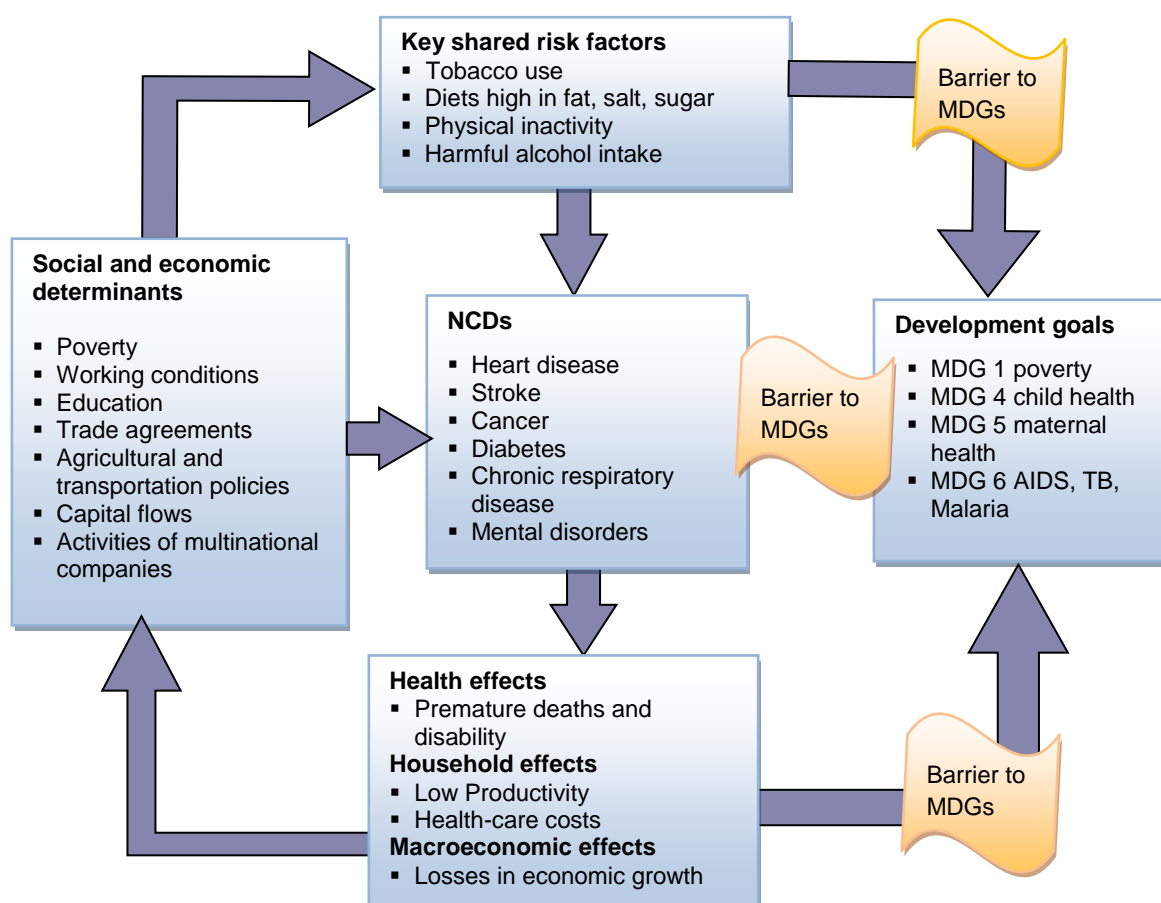 Key shared risk factors
▪ Tobacco use
▪ Diets high in fat, salt, sugar
▪ Physical inactivity
▪ Harmful alcohol intake
Barrier to
MDGs
Social and economic
determinants
▪ Poverty
▪ Working conditions
▪ Education
▪ Trade agreements
▪ Agricultural and
transportation policies
▪ Capital flows
▪ Activities of multinational
companies
NCDs
▪ Heart disease
▪ Stroke
▪ Cancer
▪ Diabetes
▪ Chronic respiratory
disease
▪ Mental disorders
Barrier to
MDGs
Development goals
▪ MDG 1 poverty
▪ MDG 4 child health
▪ MDG 5 maternal
health
▪ MDG 6 AIDS, TB,
Malaria
Health effects
▪ Premature deaths and
disability
Household effects
▪ Low Productivity
▪ Health-care costs
Macroeconomic effects
▪ Losses in economic growth
Barrier to
MDGs